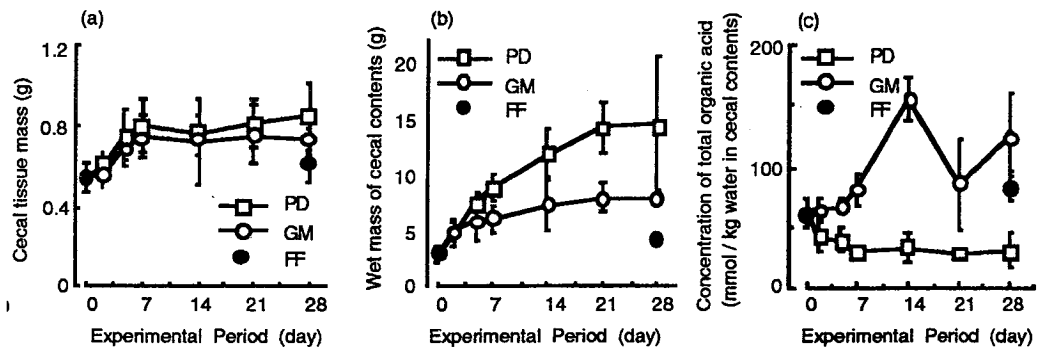 (a)
Cecal tissue mass (g)
1.2
0.8
0.4
0
PD
GM
FF
0 7 14 21 28
Experimental Period (day)
(b)
Wet mass of cecal contents (g)
20
15
10
5
0
PD
GM
FF
0 7 14 21 28
Experimental Period (day)
(c)
Concentration of total organic acid
(mmol / kg water in cecal contents)
200
100
0
PD
GM
FF
0 7 14 21 28
Experimental Period (day)